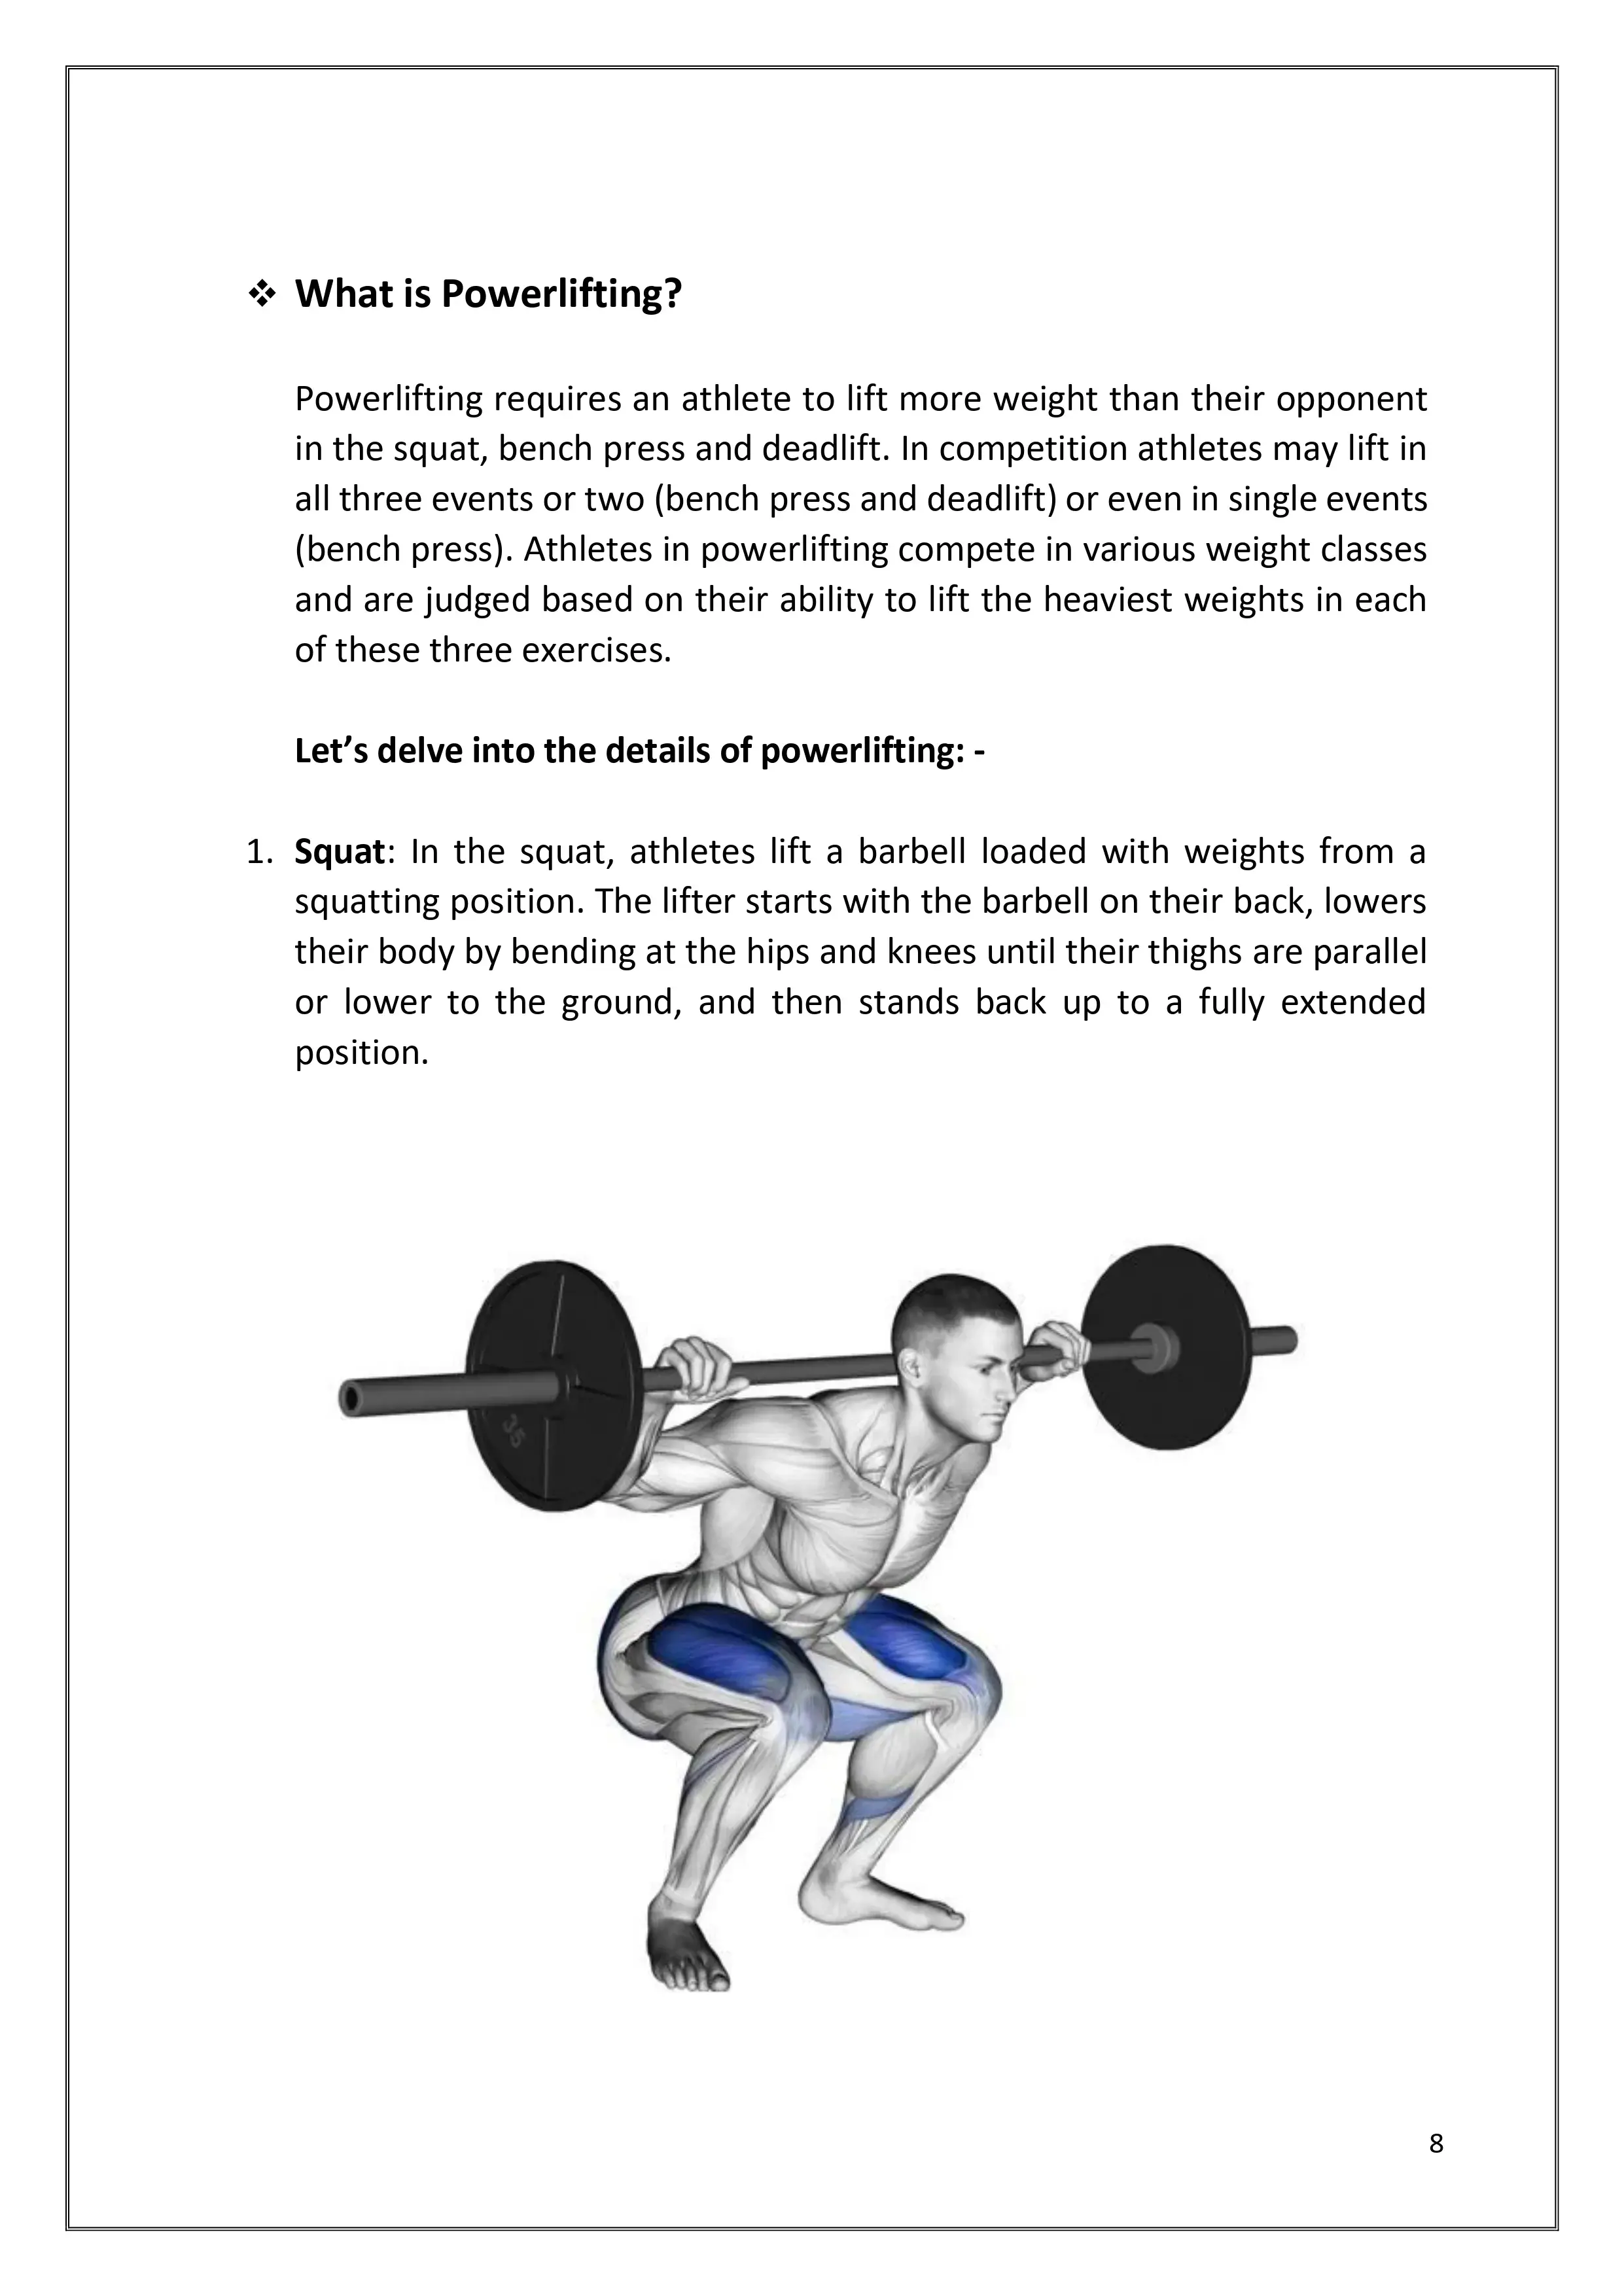 ❖ What is Powerlifting?
Powerlifting requires an athlete to lift more weight than their opponent
in the squat, bench press and deadlift. In competition athletes may lift in
all three events or two (bench press and deadlift) or even in single events
(bench press). Athletes in powerlifting compete in various weight classes
and are judged based on their ability to lift the heaviest weights in each
of these three exercises.
Let’s delve into the details of powerlifting: -
1. Squat: In the squat, athletes lift a barbell loaded with weights from a
squatting position. The lifter starts with the barbell on their back, lowers
their body by bending at the hips and knees until their thighs are parallel
or lower to the ground, and then stands back up to a fully extended
position.
35
8